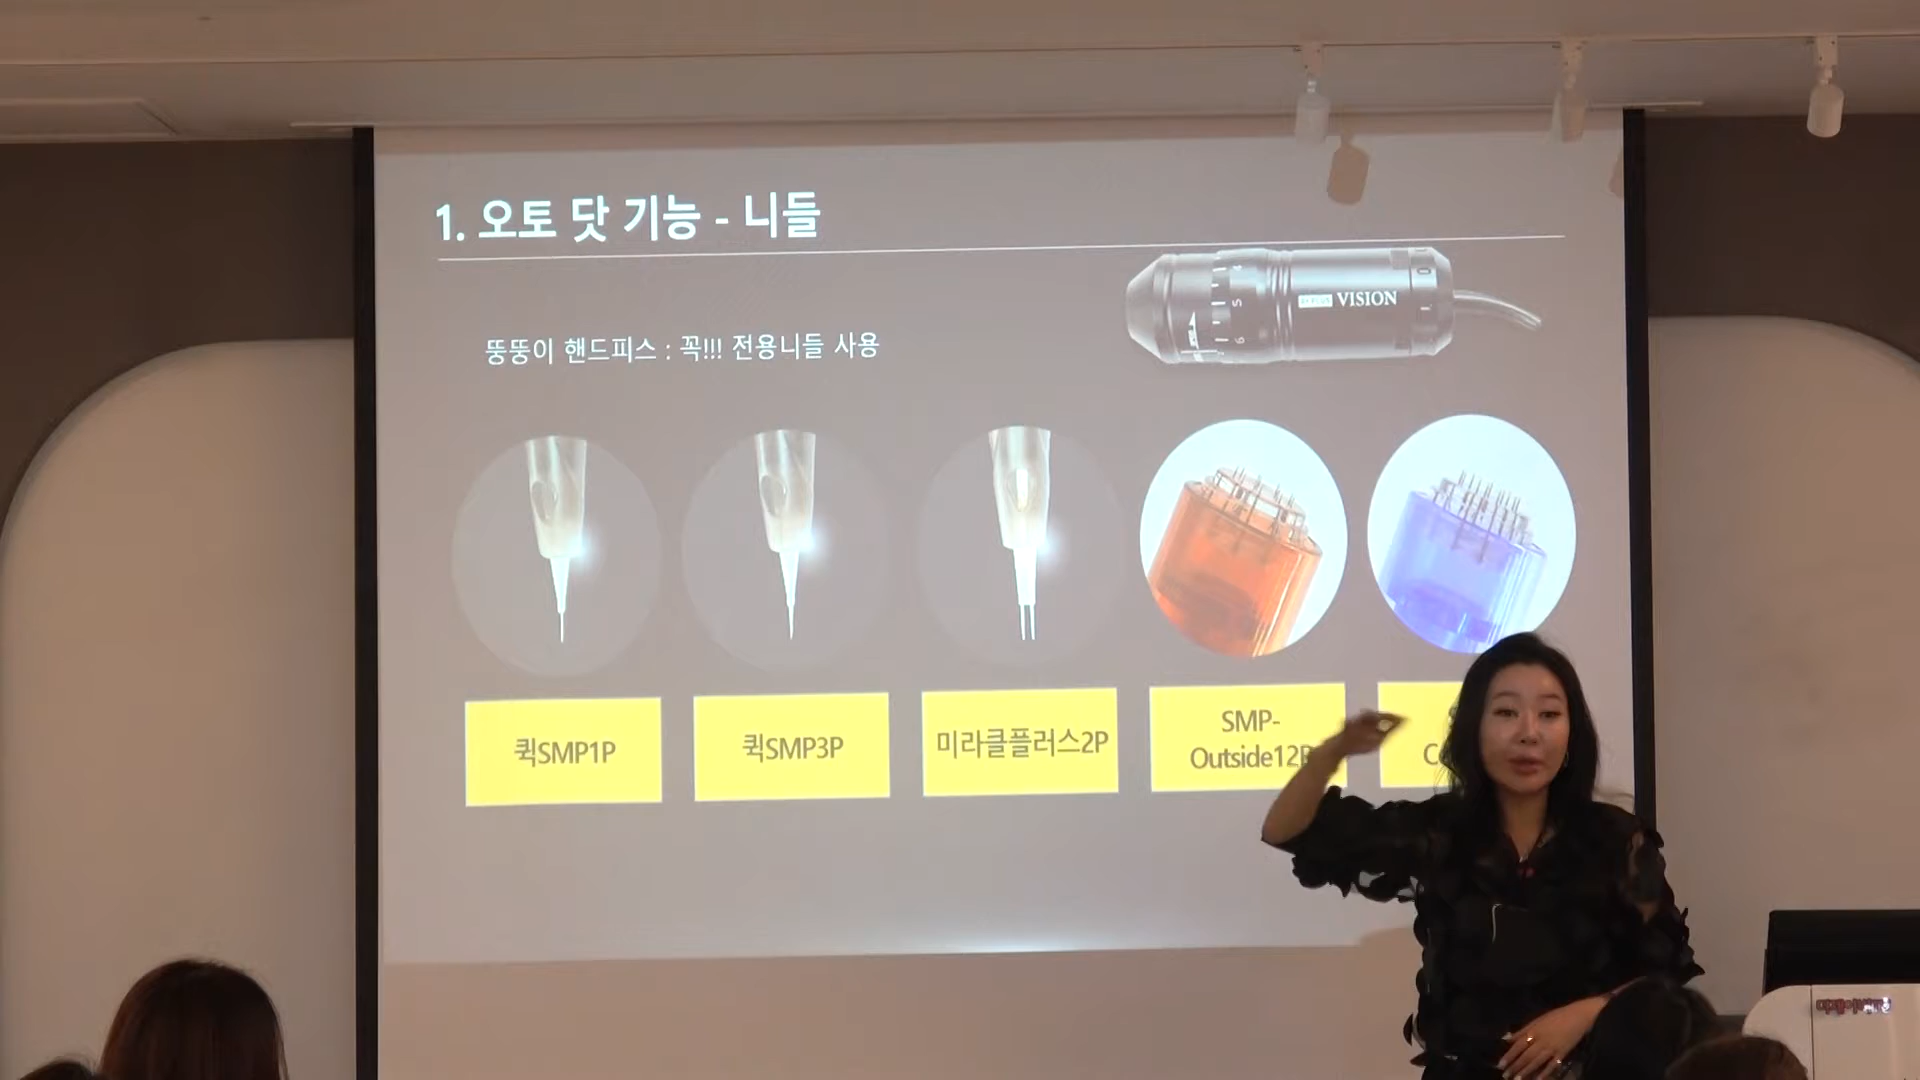 1. 오토 닷 기능 - 니들
VISION
뚱뚱이 핸드피스 : 꼭!!! 전용니들 사용
퀵SMP1P
퀵SMP3P
미라클플러스2P
SMP-
Outside12P